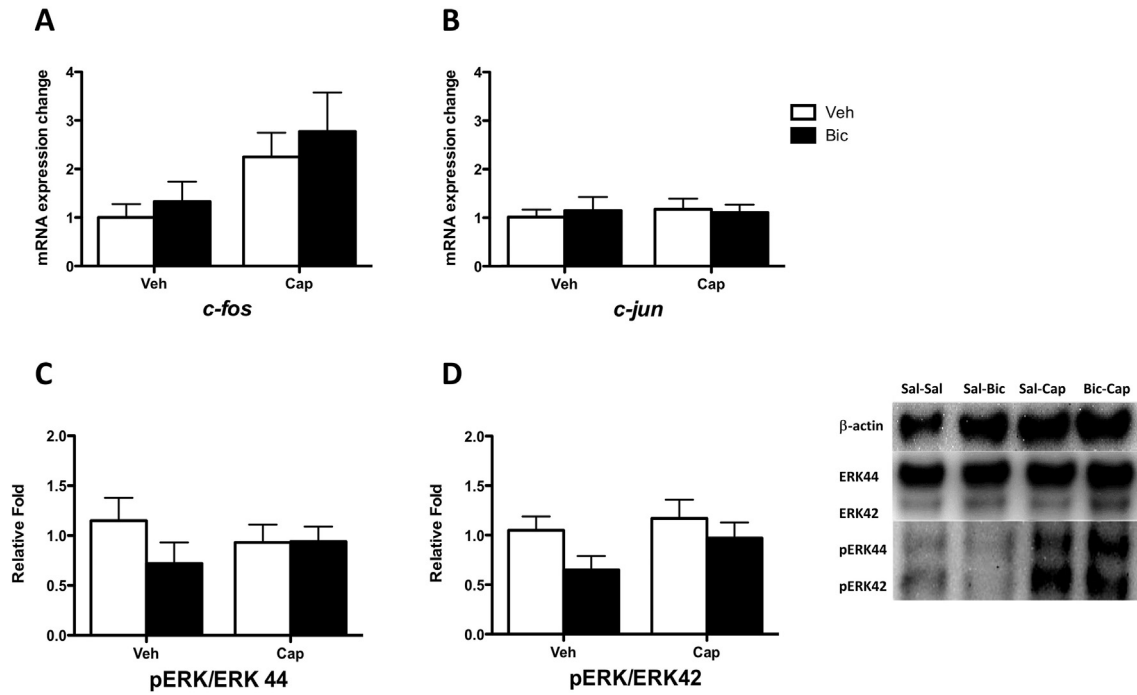 A
B
mRNA expression change
4
3
2
1
0
Veh
Cap
c-fos
mRNA expression change
4
3
2
1
0
Veh
Cap
c-jun
Veh
Bic
C
D
Relative Fold
2.0
1.5
1.0
0.5
0.0
Veh
Cap
pERK/ERK 44
Relative Fold
2.0
1.5
1.0
0.5
0.0
Veh
Cap
pERK/ERK42
Sal-Sal Sal-Bic Sal-Cap Bic-Cap
β-actin
ERK44
ERK42
pERK44
pERK42